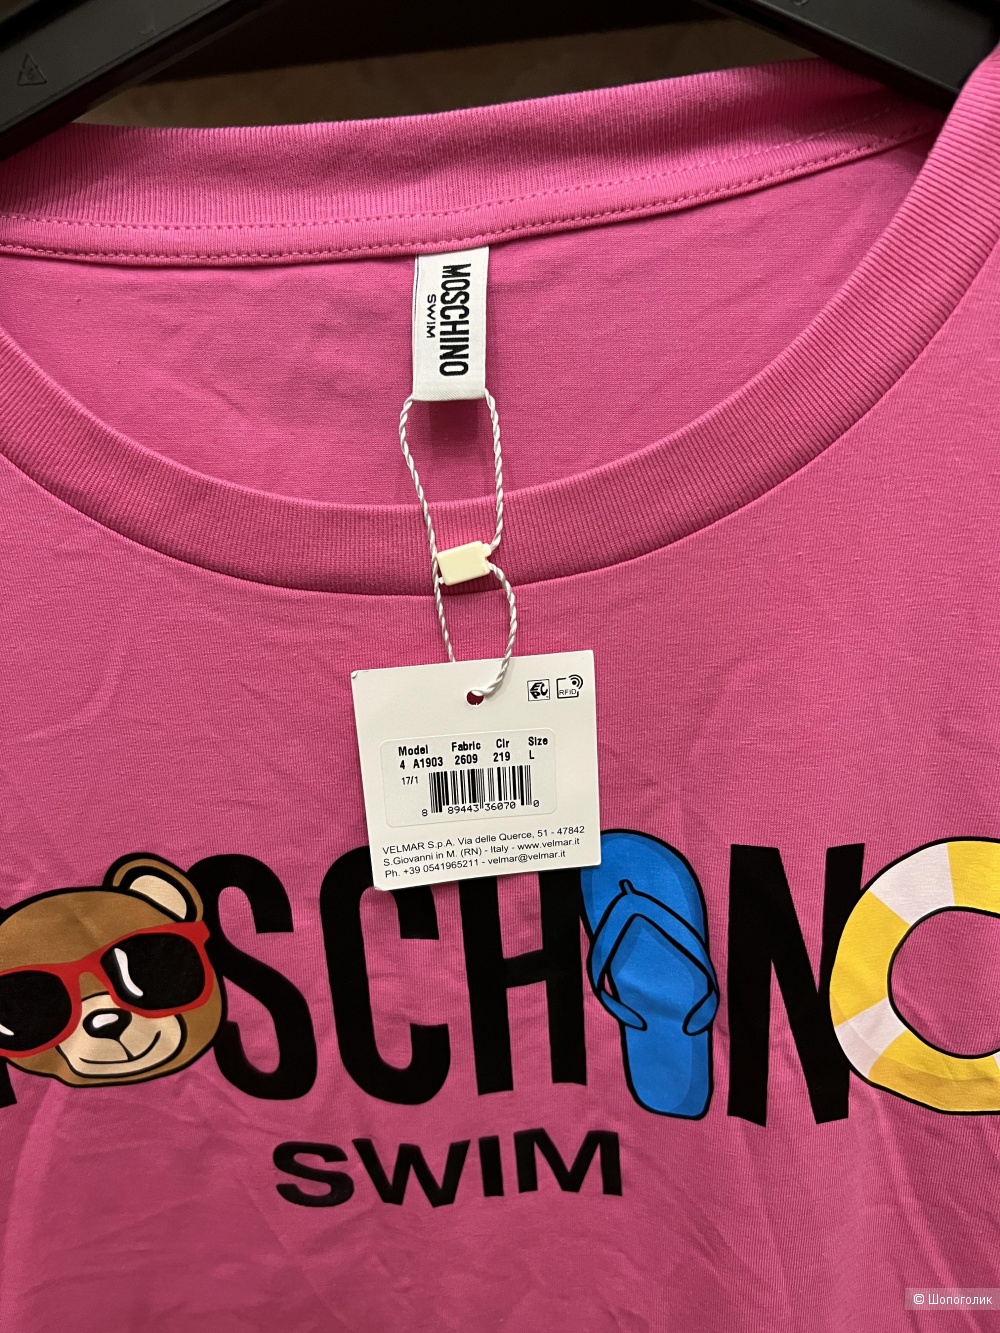 MOSCHINO
SWIM
RFID
Model Fabric Clr Size
4 A1903 2609 219 L
17/1
8 89443 36070 0
VELMAR S.p.A. Via delle Querce, 51 - 47842
S.Giovanni in M. (RN) - Italy - www.velmar.it
Ph. +39 0541965211 - velmar@velmar.it
SCHINO
SWIM
© Шопоголик